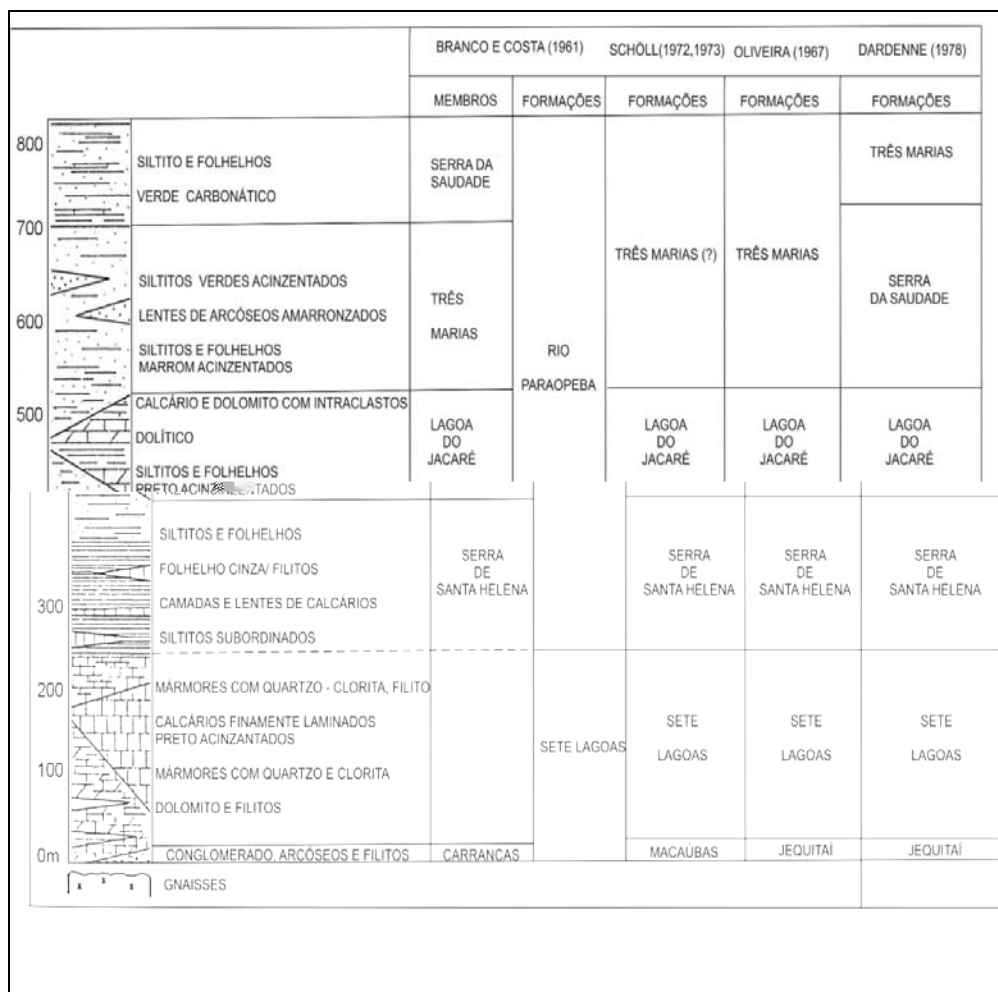 BRANCO E COSTA (1961) SCHÖLL(1972,1973) OLIVEIRA (1967) DARDENNE (1978)
MEMBROS FORMAÇÕES FORMAÇÕES FORMAÇÕES FORMAÇÕES
800
SILTITO E FOLHELHOS
VERDE CARBONÁTICO
SERRA DA
SAUDADE
TRÊS MARIAS
700
SILTITOS VERDES ACINZENTADOS
LENTES DE ARCÓSEOS AMARRONZADOS
SILTITOS E FOLHELHOS
MARROM ACINZENTADOS
600
TRÊS
MARIAS
RIO
PARAOPEBA
TRÊS MARIAS (?)
TRÊS MARIAS
SERRA
DA SAUDADE
500
CALCÁRIO E DOLOMITO COM INTRACLASTOS
DOLÍTICO
SILTITOS E FOLHELHOS
PRETO
LAGOA
DO
JACARÉ
LAGOA
DO
JACARÉ
LAGOA
DO
JACARÉ
LAGOA
DO
JACARÉ
SILTITOS E FOLHELHOS
FOLHELHO CINZA/ FILITOS
CAMADAS E LENTES DE CALCÁRIOS
SILTITOS SUBORDINADOS
300
SERRA
DE
SANTA HELENA
SERRA
DE
SANTA HELENA
SERRA
DE
SANTA HELENA
SERRA
DE
SANTA HELENA
200
MÁRMORES COM QUARTZO - CLORITA, FILITO
CALCÁRIOS FINAMENTE LAMINADOS
PRETO ACINZANTADOS
100
MÁRMORES COM QUARTZO E CLORITA
DOLOMITO E FILITOS
SETE LAGOAS
SETE
LAGOAS
SETE
LAGOAS
SETE
LAGOAS
0m
CONGLOMERADO, ARCÓSEOS E FILITOS
CARRANCAS
MACAÚBAS
JEQUITAÍ
JEQUITAÍ
GNAISSES